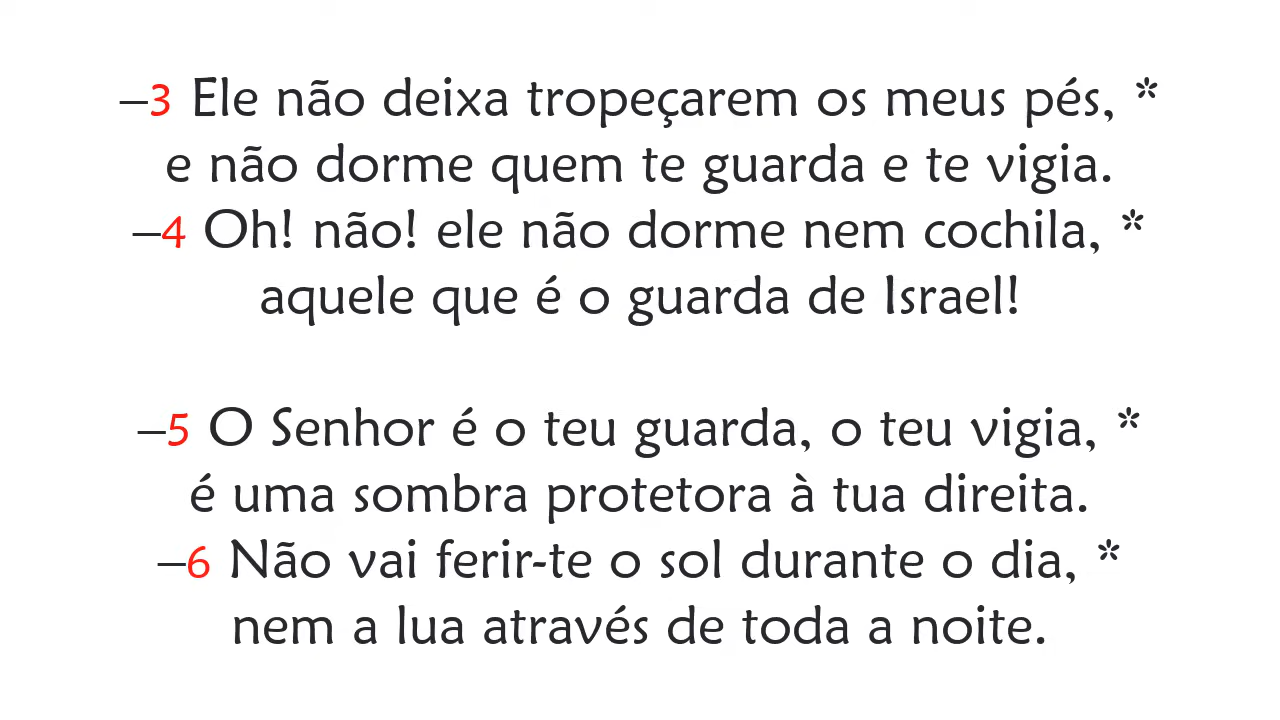 –3 Ele não deixa tropeçarem os meus pés, *
e não dorme quem te guarda e te vigia.
–4 Oh! não! ele não dorme nem cochila, *
aquele que é o guarda de Israel!
–5 O Senhor é o teu guarda, o teu vigia, *
é uma sombra protetora à tua direita.
–6 Não vai ferir-te o sol durante o dia, *
nem a lua através de toda a noite.